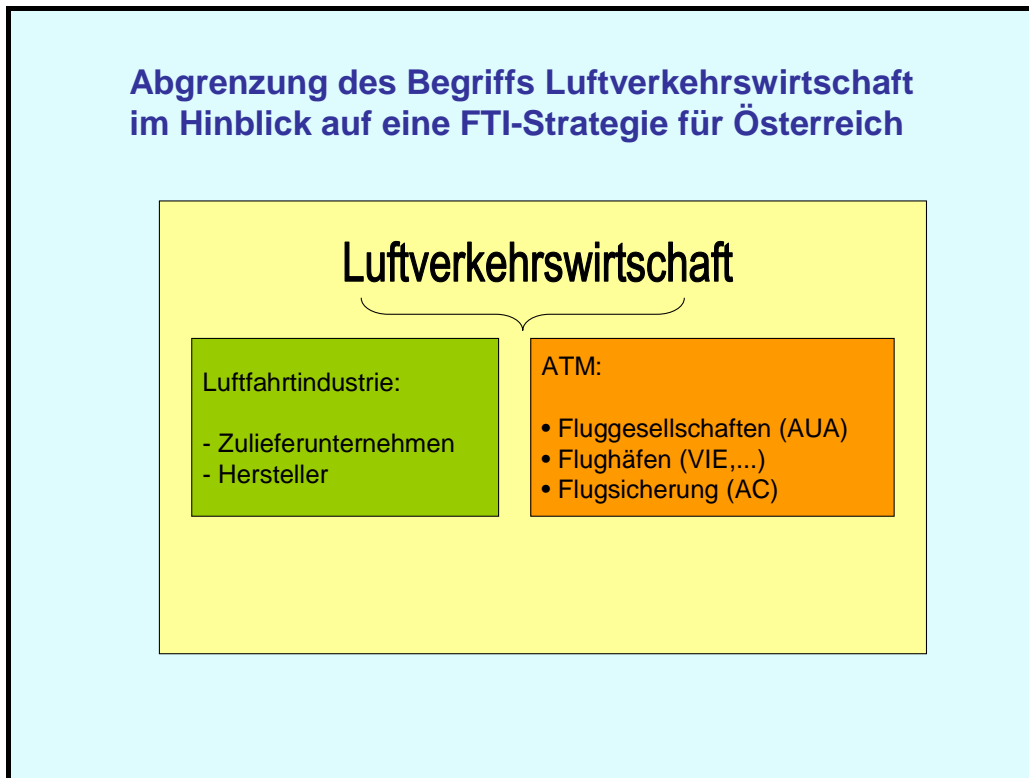 Abgrenzung des Begriffs Luftverkehrswirtschaft
im Hinblick auf eine FTI-Strategie für Österreich
Luftverkehrswirtschaft
Luftfahrtindustrie:
- Zulieferunternehmen
- Hersteller
ATM:
• Fluggesellschaften (AUA)
• Flughäfen (VIE,...)
• Flugsicherung (AC)